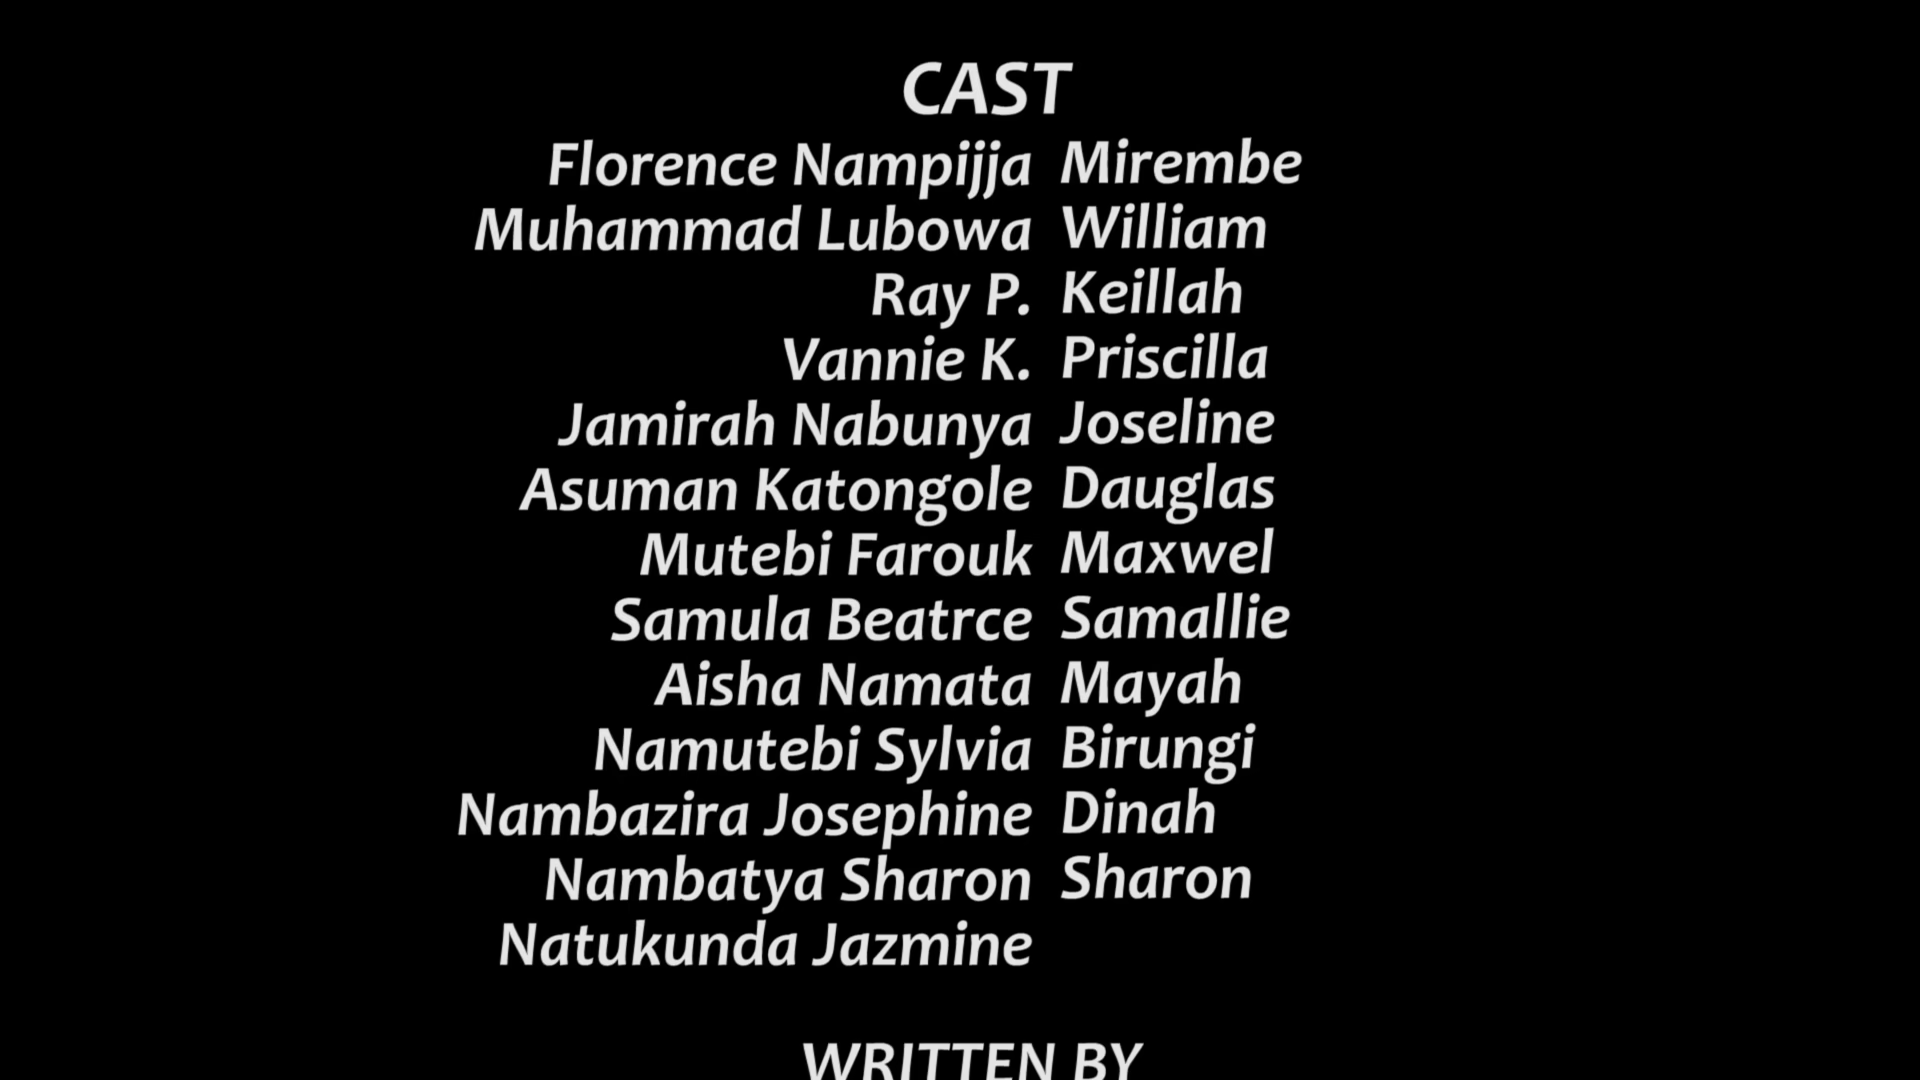 CAST
Florence Nampijja Mirembe
Muhammad Lubowa William
Ray P. Keillah
Vannie K. Priscilla
Jamirah Nabunya Joseline
Asuman Katongole Dauglas
Mutebi Farouk Maxwel
Samula Beatrce Samallie
Aisha Namata Mayah
Namutebi Sylvia Birungi
Nambazira Josephine Dinah
Nambatya Sharon Sharon
Natukunda Jazmine
WRITTEN BY